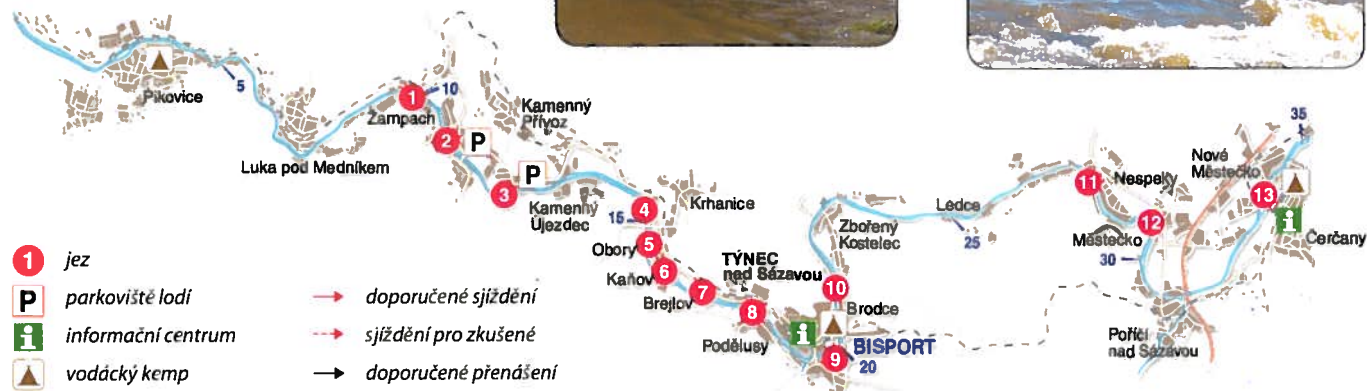 Pikovice
5
Luka pod Medníkem
Žampach
1
10
2
P
3
P
Kamenný
Přívoz
Kamenný
Újezdec
4
15
Krhanice
Obory
5
Kaňov
6
Brejlov
7
TÝNEC
nad Sázavou
8
Podělusy
i
9
BISPORT
20
Brodce
10
Zbořený
Kostelec
Ledce
25
11
Nespeky
12
Městečko
30
Poříčí
nad Sázavou
Nové
Městečko
13
35
i
Čerčany
1 jez
P parkoviště lodí
i informační centrum
vodácký kemp
doporučené sjíždění
sjíždění pro zkušené
doporučené přenášení